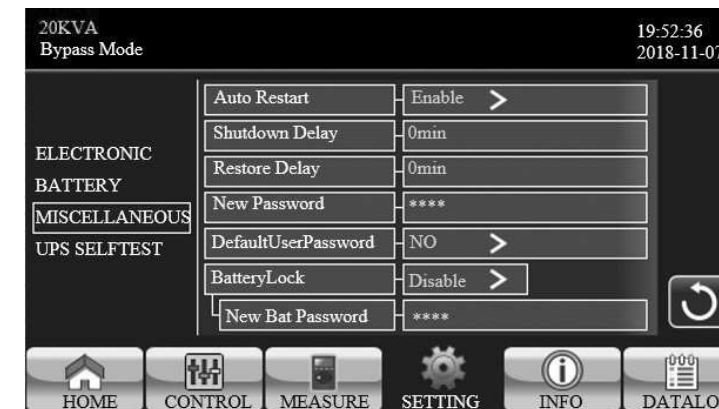 20KVA
Bypass Mode
19:52:36
2018-11-07
ELECTRONIC
BATTERY
MISCELLANEOUS
UPS SELFTEST
Auto Restart Enable >
Shutdown Delay 0min
Restore Delay 0min
New Password ****
DefaultUserPassword NO >
BatteryLock Disable >
New Bat Password ****
HOME CONTROL MEASURE SETTING INFO DATALO